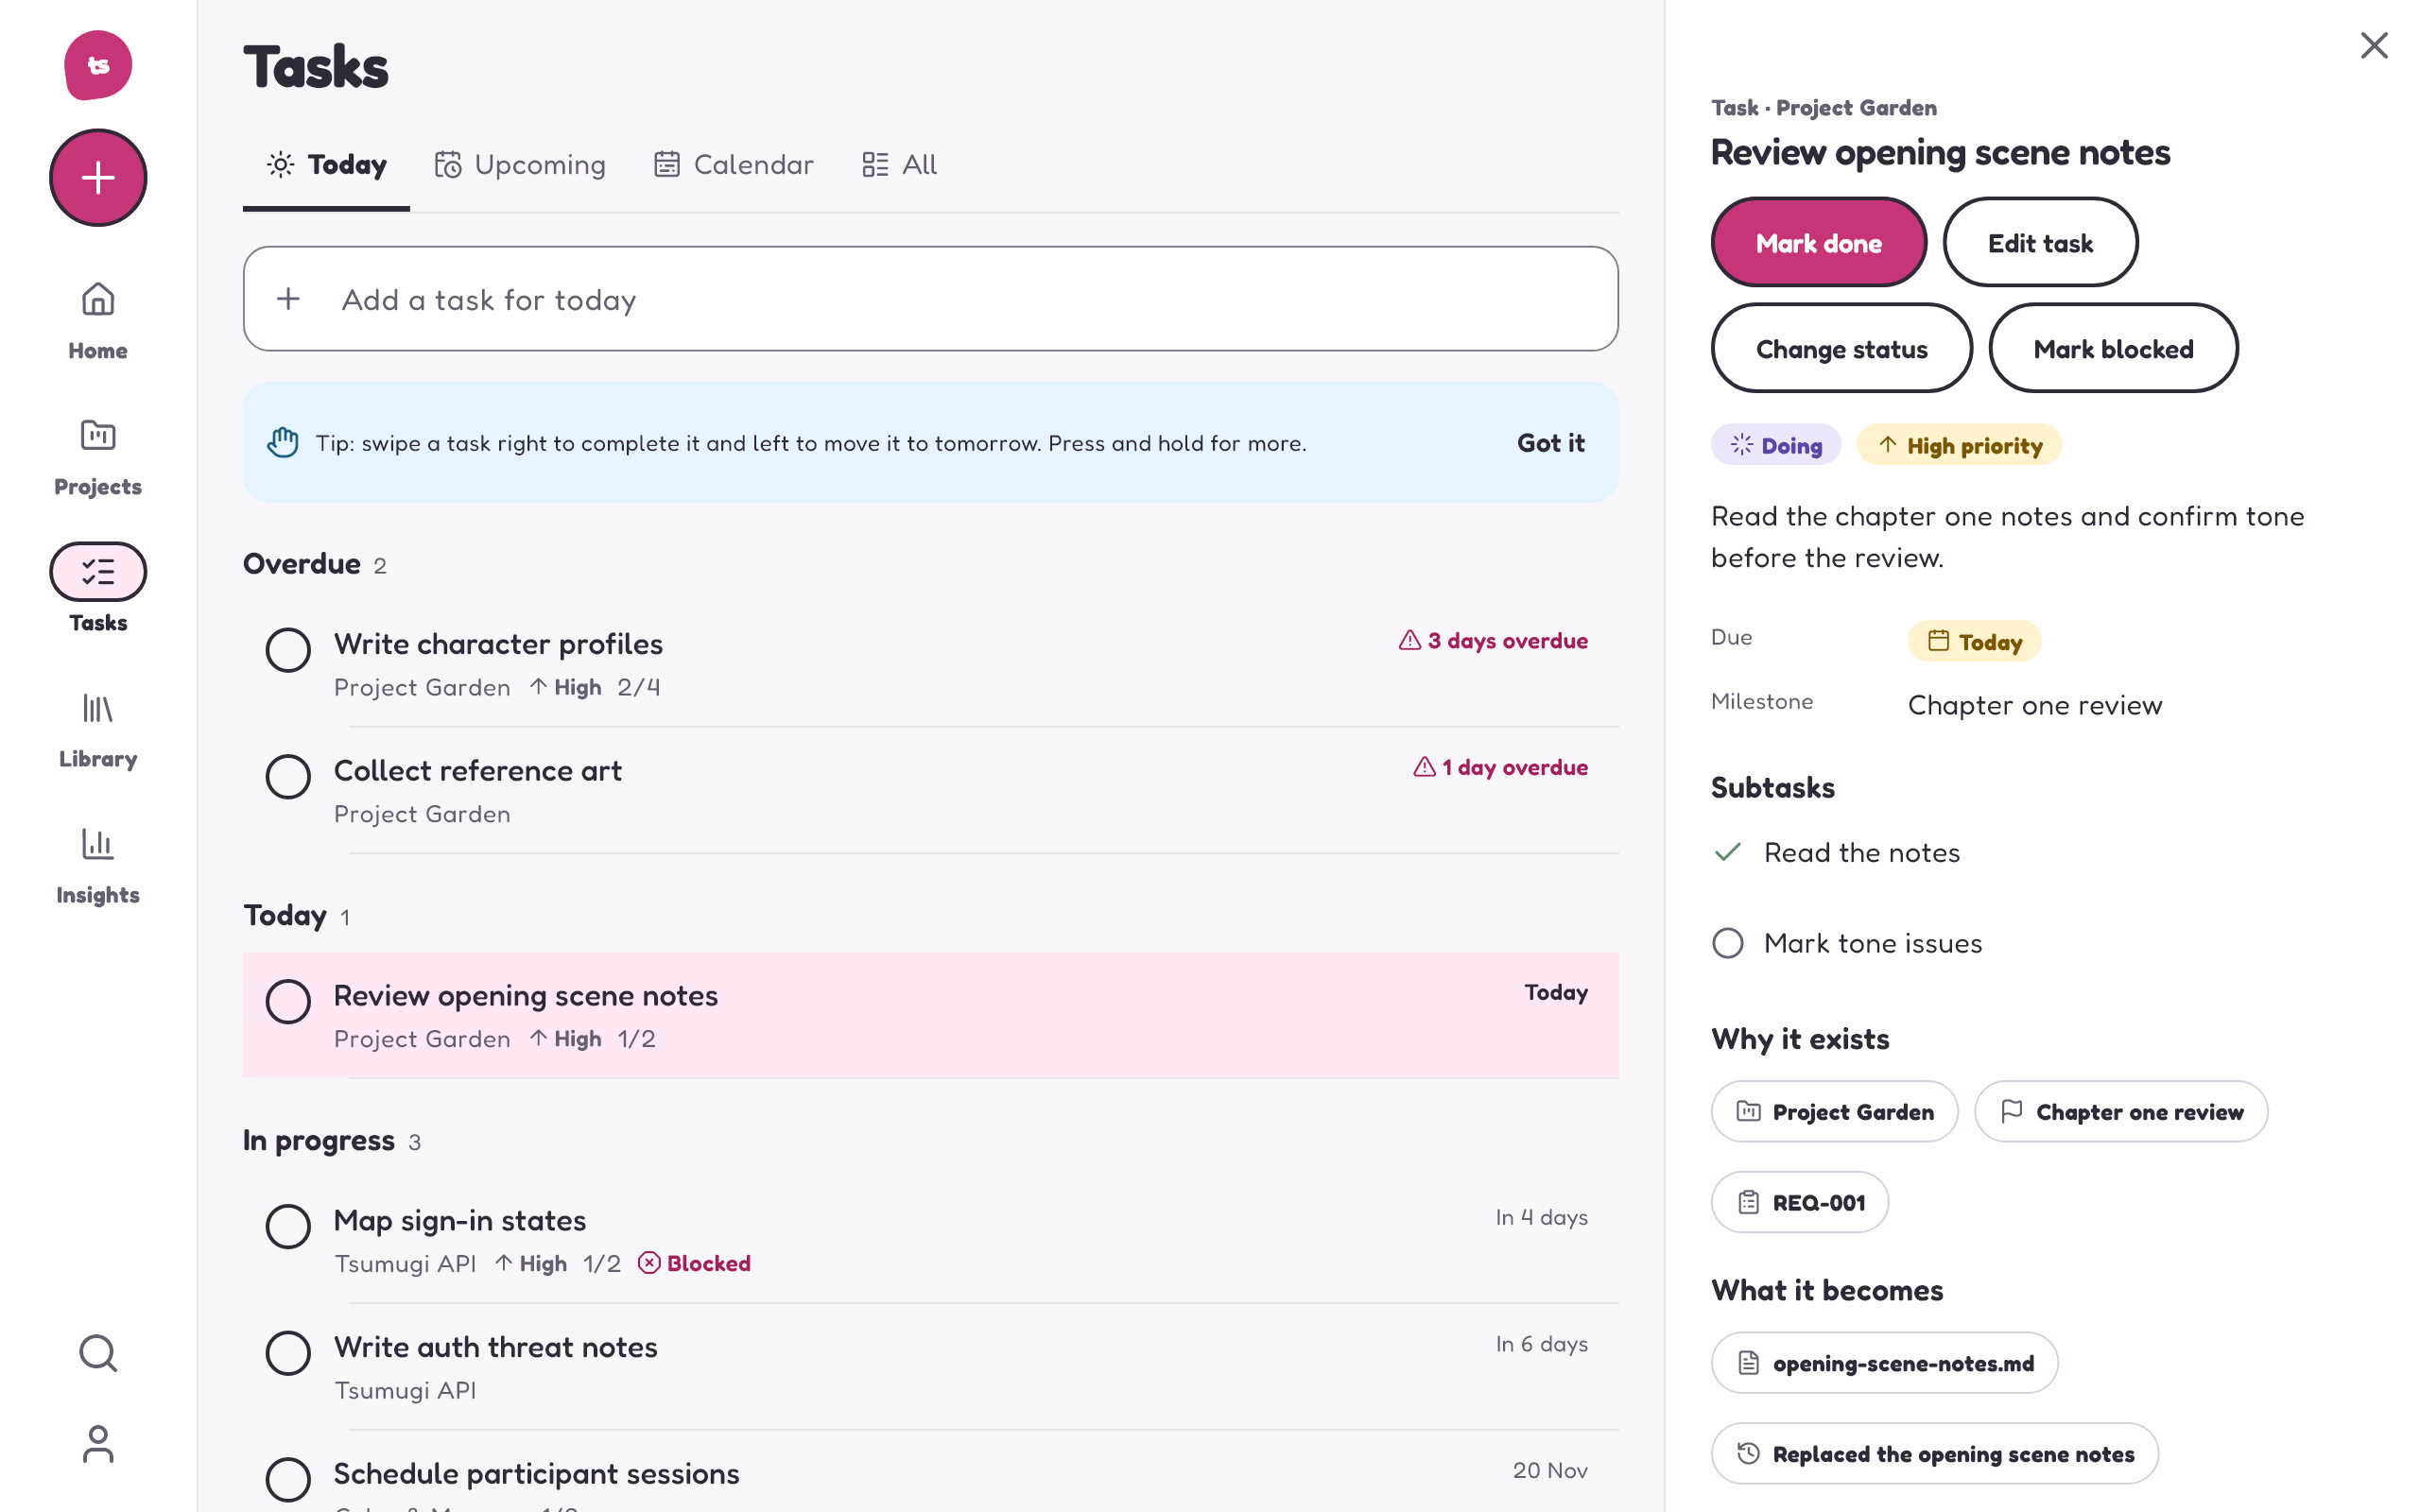 ts
Home
Projects
Tasks
Library
Insights
Tasks
Today
Upcoming
Calendar
All
Add a task for today
Tip: swipe a task right to complete it and left to move it to tomorrow. Press and hold for more.
Got it
Overdue 2
Write character profiles
3 days overdue
Project Garden High 2/4
Collect reference art
1 day overdue
Project Garden
Today 1
Review opening scene notes
Today
Project Garden High 1/2
In progress 3
Map sign-in states
In 4 days
Tsumugi API High 1/2 Blocked
Write auth threat notes
In 6 days
Tsumugi API
Schedule participant sessions
20 Nov
Task · Project Garden
Review opening scene notes
Mark done
Edit task
Change status
Mark blocked
Doing
High priority
Read the chapter one notes and confirm tone
before the review.
Due
Today
Milestone
Chapter one review
Subtasks
Read the notes
Mark tone issues
Why it exists
Project Garden
Chapter one review
REQ-001
What it becomes
opening-scene-notes.md
Replaced the opening scene notes